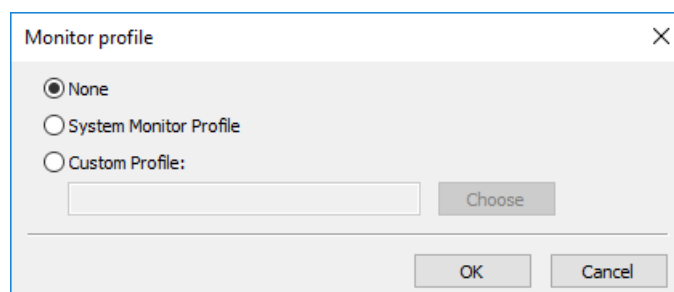 Monitor profile
None
System Monitor Profile
Custom Profile:
Choose
OK Cancel